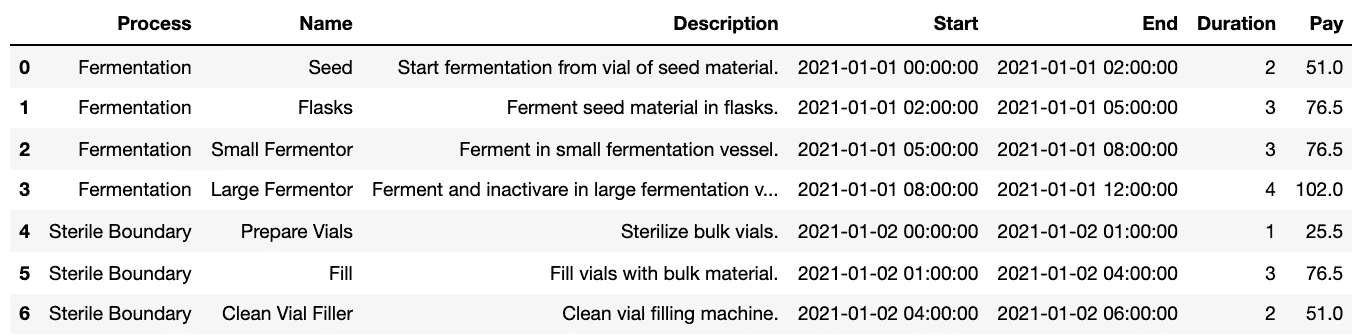 Process Name Description Start End Duration Pay
0 Fermentation Seed Start fermentation from vial of seed material. 2021-01-01 00:00:00 2021-01-01 02:00:00 2 51.0
1 Fermentation Flasks Ferment seed material in flasks. 2021-01-01 02:00:00 2021-01-01 05:00:00 3 76.5
2 Fermentation Small Fermentor Ferment in small fermentation vessel. 2021-01-01 05:00:00 2021-01-01 08:00:00 3 76.5
3 Fermentation Large Fermentor Ferment and inactivare in large fermentation v... 2021-01-01 08:00:00 2021-01-01 12:00:00 4 102.0
4 Sterile Boundary Prepare Vials Sterilize bulk vials. 2021-01-02 00:00:00 2021-01-02 01:00:00 1 25.5
5 Sterile Boundary Fill Fill vials with bulk material. 2021-01-02 01:00:00 2021-01-02 04:00:00 3 76.5
6 Sterile Boundary Clean Vial Filler Clean vial filling machine. 2021-01-02 04:00:00 2021-01-02 06:00:00 2 51.0